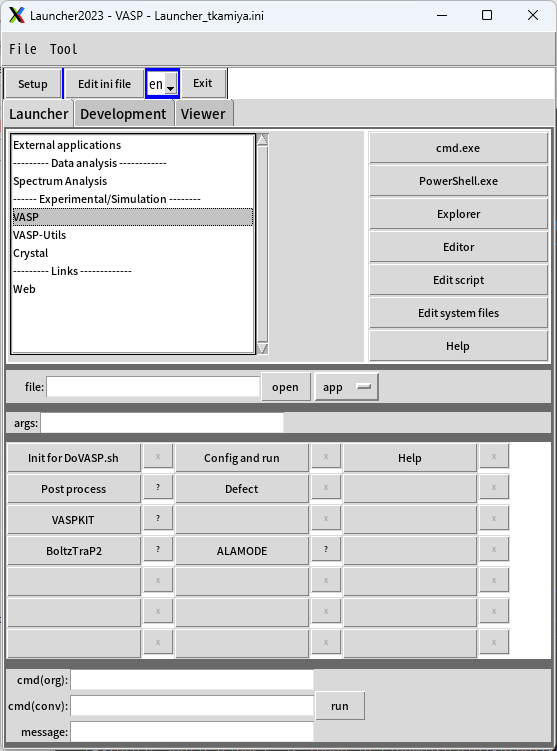 Launcher2023 - VASP - Launcher_tkamiya.ini
File Tool
Setup Edit ini file en Exit
Launcher Development Viewer
External applications
--------- Data analysis ------------
Spectrum Analysis
------ Experimental/Simulation --------
VASP
VASP-Utils
Crystal
--------- Links -------------
Web
cmd.exe
PowerShell.exe
Explorer
Editor
Edit script
Edit system files
Help
file: open app
args:
Init for DoVASP.sh x Config and run x Help x
Post process ? Defect x x
VASPKIT ? x x
BoltzTraP2 ? ALAMODE ? x
x x x
x x x
x x x
cmd(org):
cmd(conv): run
message: